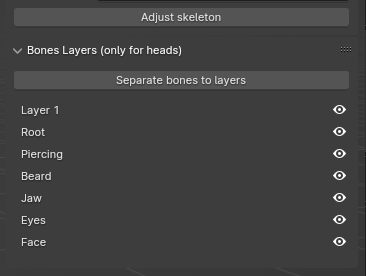 Adjust skeleton
Bones Layers (only for heads)
Separate bones to layers
Layer 1
Root
Piercing
Beard
Jaw
Eyes
Face